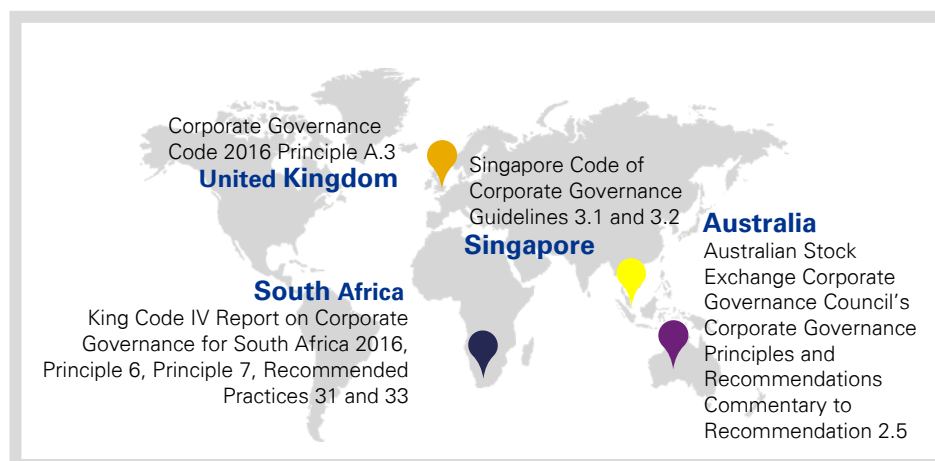 Corporate Governance
Code 2016 Principle A.3
United Kingdom
Singapore Code of
Corporate Governance
Guidelines 3.1 and 3.2
Singapore
Australia
Australian Stock
Exchange Corporate
Governance Council's
Corporate Governance
Principles and
Recommendations
Commentary to
Recommendation 2.5
South Africa
King Code IV Report on Corporate
Governance for South Africa 2016,
Principle 6, Principle 7, Recommended
Practices 31 and 33